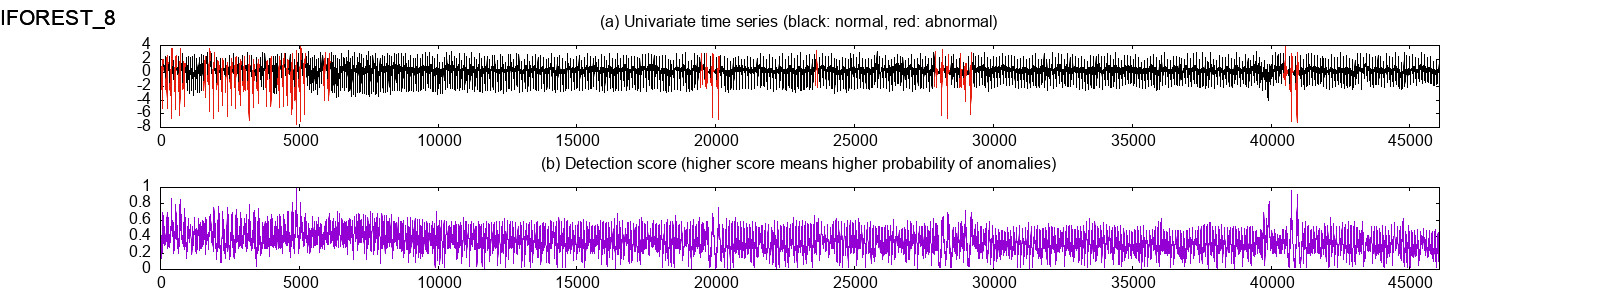 IFOREST_8
(a) Univariate time series (black: normal, red: abnormal)
4
2
0
-2
-4
-6
-8
0 5000 10000 15000 20000 25000 30000 35000 40000 45000
(b) Detection score (higher score means higher probability of anomalies)
1
0.8
0.6
0.4
0.2
0
0 5000 10000 15000 20000 25000 30000 35000 40000 45000